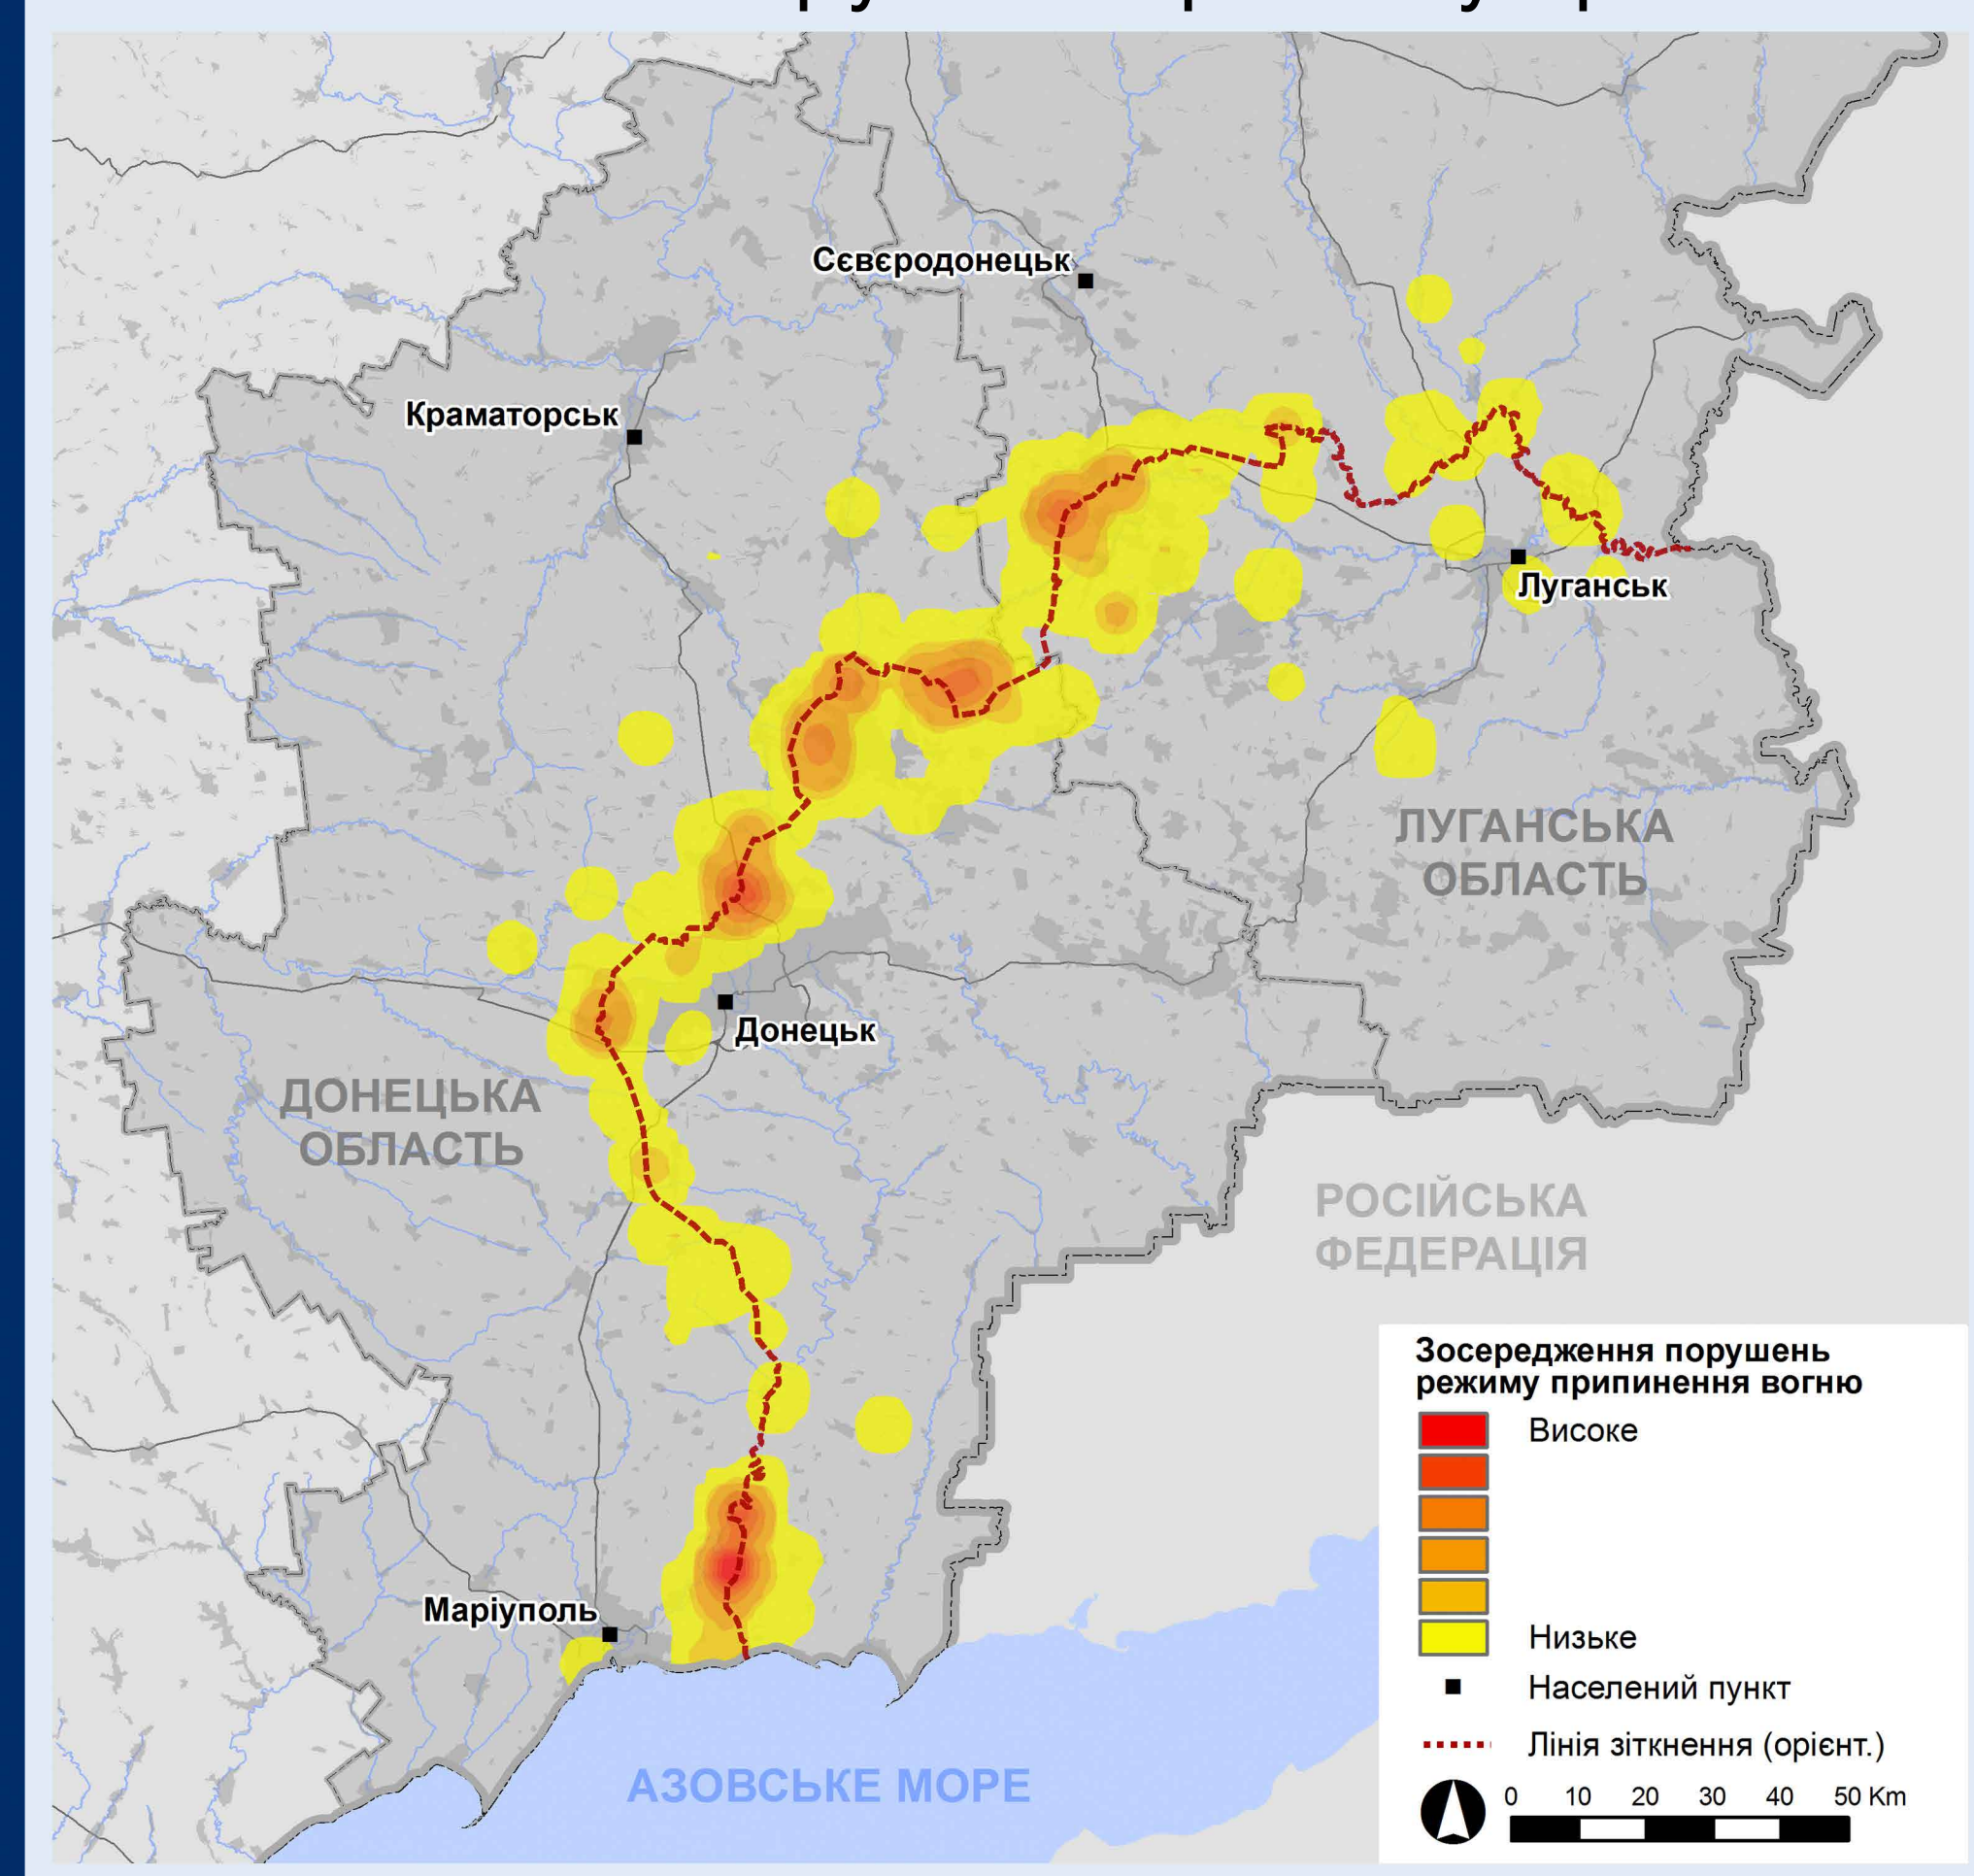 Сєвєродонецьк
Краматорськ
Луганськ
ЛУГАНСЬКА
ОБЛАСТЬ
Донецьк
ДОНЕЦЬКА
ОБЛАСТЬ
РОСІЙСЬКА
ФЕДЕРАЦІЯ
Маріуполь
АЗОВСЬКЕ МОРЕ
Зосередження порушень
режиму припинення вогню
Високе
Низьке
Населений пункт
Лінія зіткнення (орієнт.)
0 10 20 30 40 50 Km